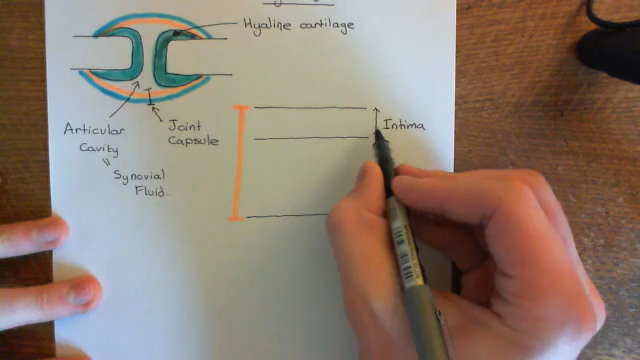 Hyaline cartilage
Articular
Cavity
"
Synovial
Fluid.
Joint
Capsule
Intima